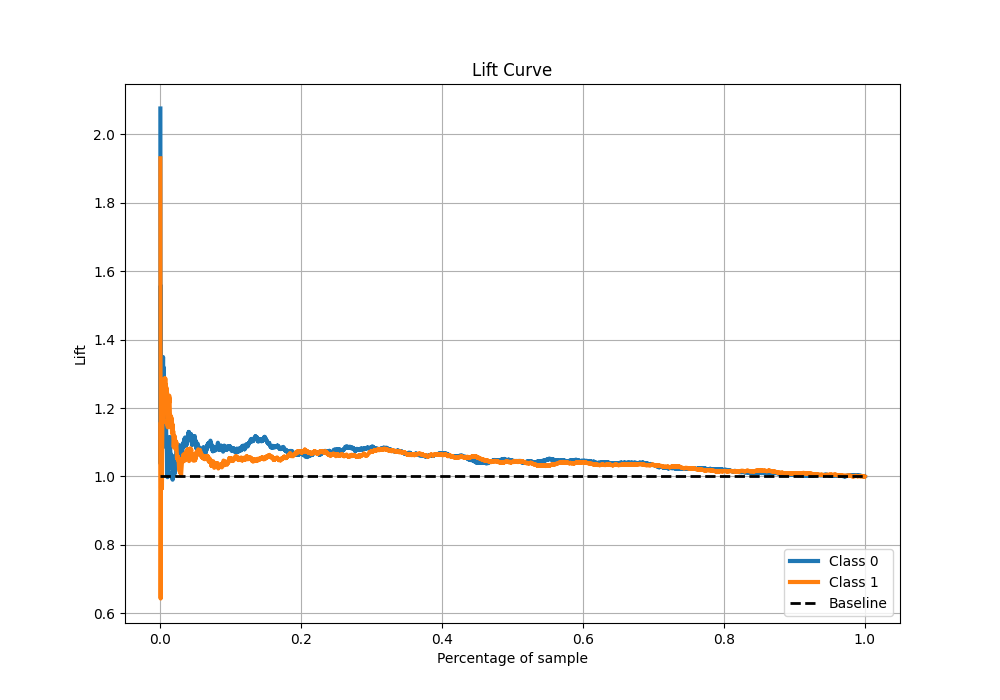 Lift Curve
Lift
2.0
1.8
1.6
1.4
1.2
1.0
0.8
0.6
0.0 0.2 0.4 0.6 0.8 1.0
Percentage of sample
Class 0
Class 1
Baseline